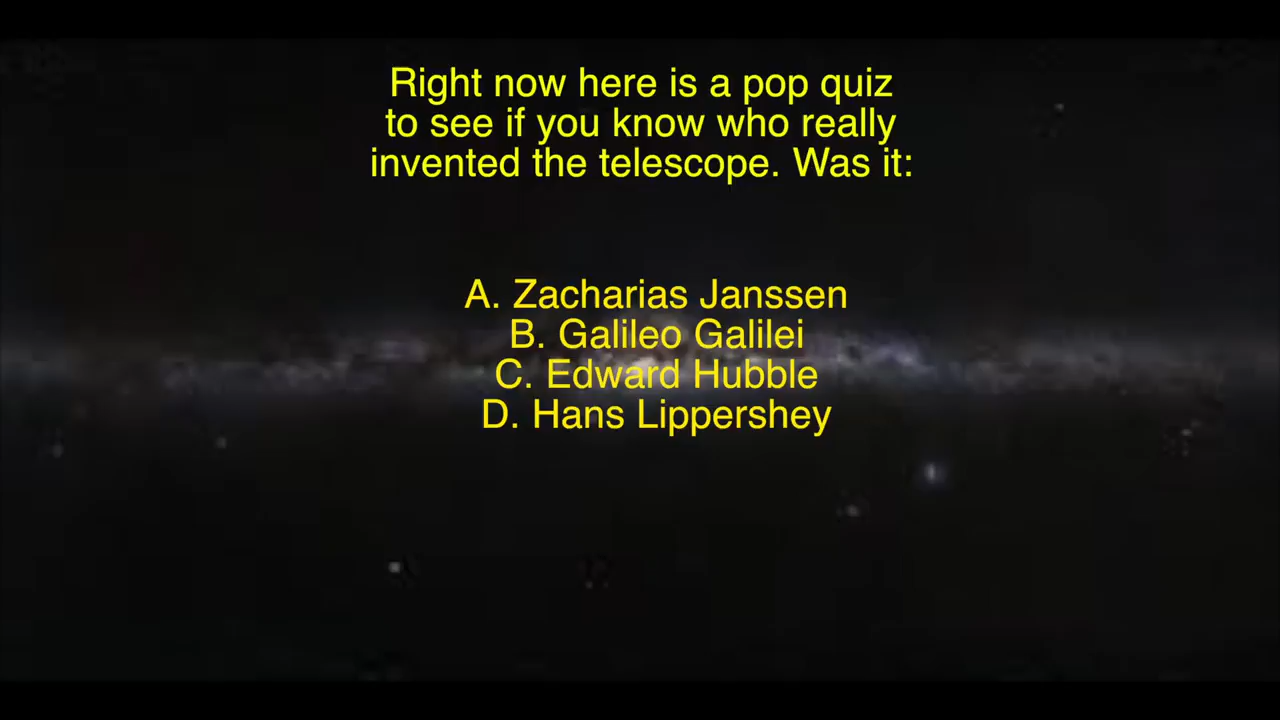 Right now here is a pop quiz
to see if you know who really
invented the telescope. Was it:
A. Zacharias Janssen
B. Galileo Galilei
C. Edward Hubble
D. Hans Lippershey